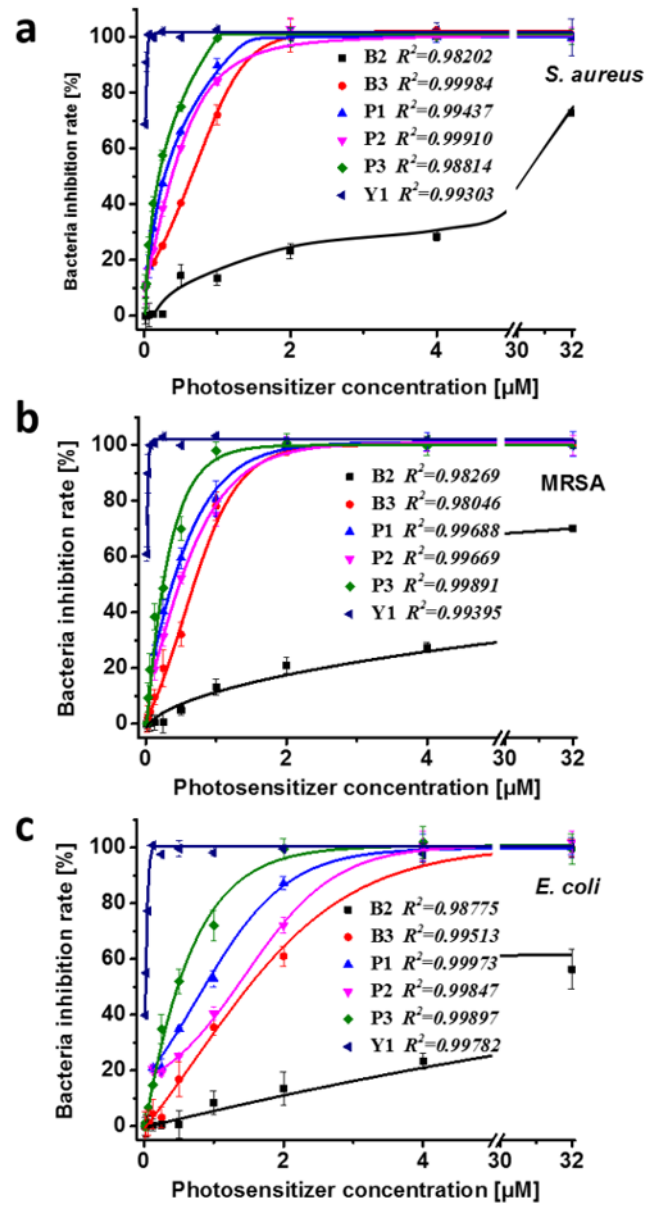 a
Bacteria inhibition rate [%]
100
80
60
40
20
0
B2 R²=0.98202
B3 R²=0.99984
P1 R²=0.99437
P2 R²=0.99910
P3 R²=0.98814
Y1 R²=0.99303
S. aureus
0 2 4 30 32
Photosensitizer concentration [µM]
b
Bacteria inhibition rate [%]
100
80
60
40
20
0
B2 R²=0.98269
B3 R²=0.98046
P1 R²=0.99688
P2 R²=0.99669
P3 R²=0.99891
Y1 R²=0.99395
MRSA
0 2 4 30 32
Photosensitizer concentration [µM]
c
Bacteria inhibition rate [%]
100
80
60
40
20
0
B2 R²=0.98775
B3 R²=0.99513
P1 R²=0.99973
P2 R²=0.99847
P3 R²=0.99897
Y1 R²=0.99782
E. coli
0 2 4 30 32
Photosensitizer concentration [µM]